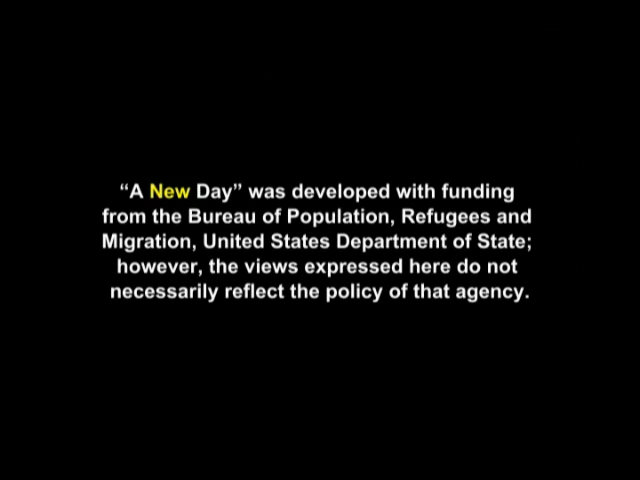 “A New Day” was developed with funding
from the Bureau of Population, Refugees and
Migration, United States Department of State;
however, the views expressed here do not
necessarily reflect the policy of that agency.